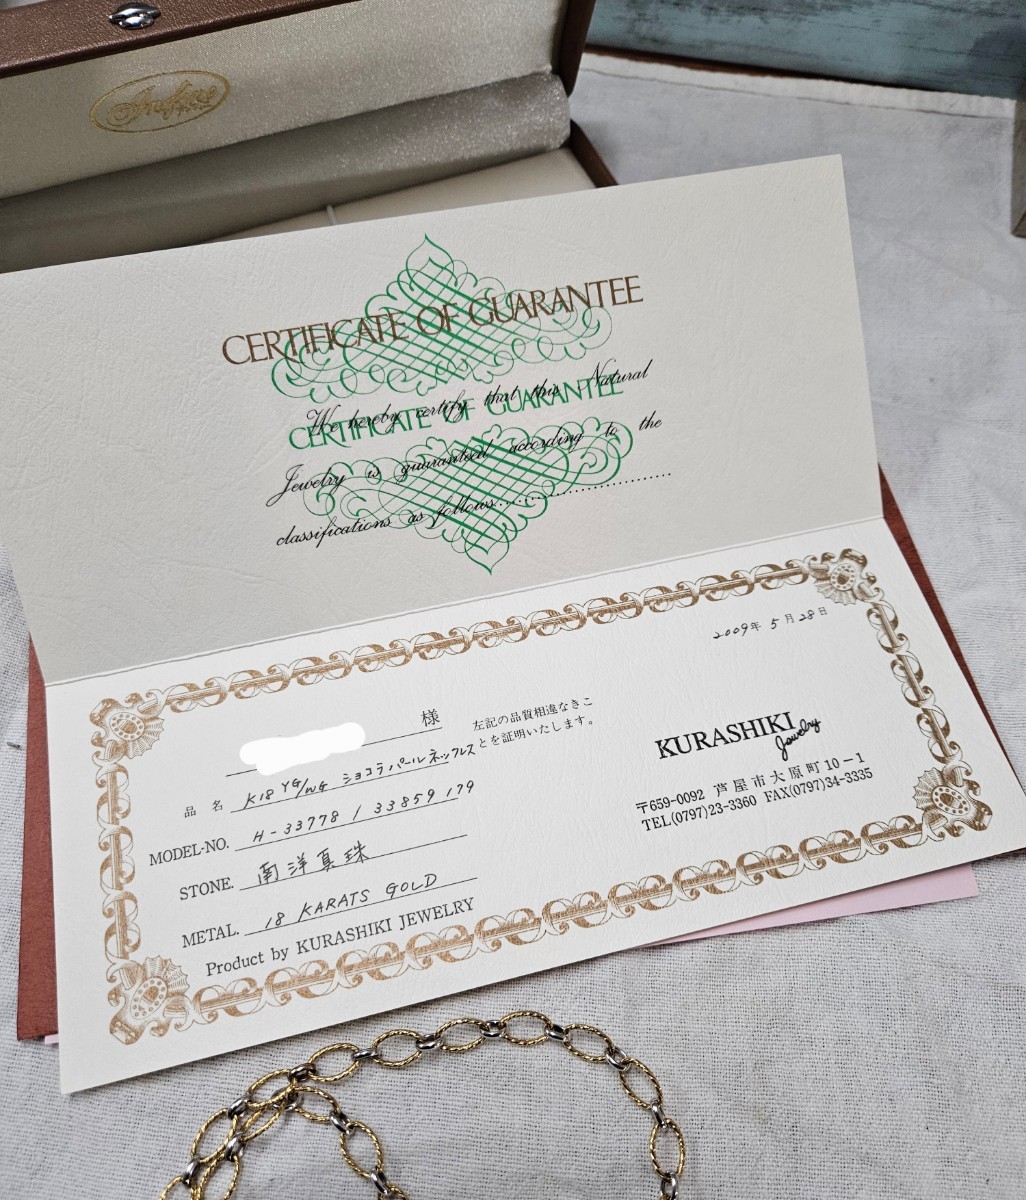 CERTIFICATE OF GUARANTEE
CERTIFICATE OF GUARANTEE
We hereby certify that this Natural
Jewelry is guaranteed according to the
classifications as follows..............................
2009年 5月 28日
様
左記の品質相違なきこ
とを証明いたします。
品名 K18 YG/WG ショコラパールネックレス
MODEL-NO. H-33778 / 33859179
STONE. 南洋真珠
METAL. 18 KARATS GOLD
Product by KURASHIKI JEWELRY
KURASHIKI
Jewelry
〒659-0092 芦屋市大原町10-1
TEL(0797)23-3360 FAX(0797)34-3335